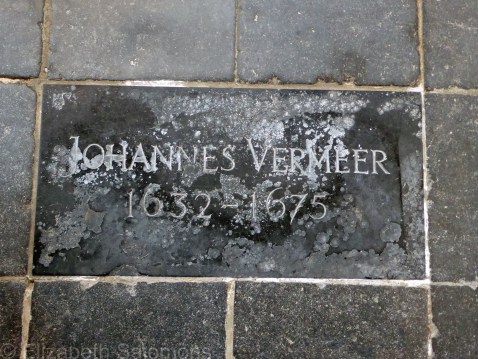 JOHANNES VERMEER
1632-1675
© Elizabeth Salomons